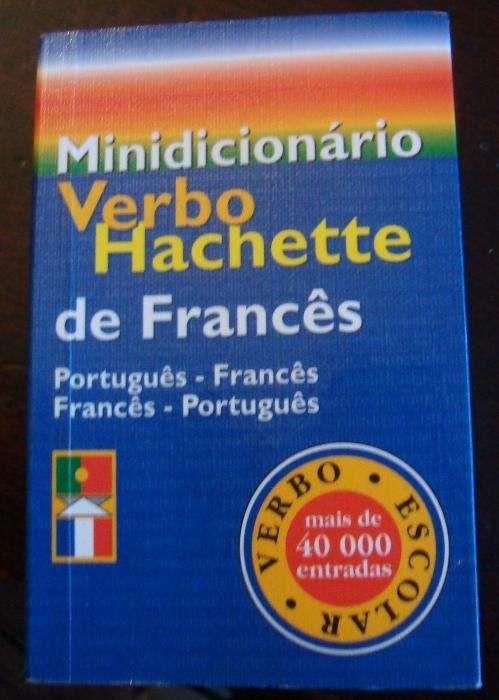 Minidicionário
Verbo
Hachette
de Francês
Português - Francês
Francês - Português
VERBO • ESCOLAR •
mais de
40 000
entradas